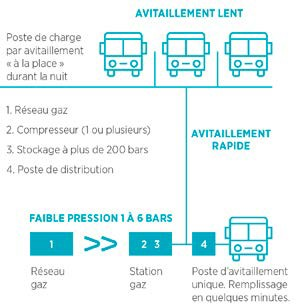 AVITAILLEMENT LENT
Poste de charge
par avitaillement
« à la place »
durant la nuit
1. Réseau gaz
2. Compresseur (1 ou plusieurs)
3. Stockage à plus de 200 bars
4. Poste de distribution
AVITAILLEMENT
RAPIDE
FAIBLE PRESSION 1 À 6 BARS
1 >> 2 3 4
Réseau
gaz
Station
gaz
Poste d'avitaillement
unique. Remplissage
en quelques minutes.